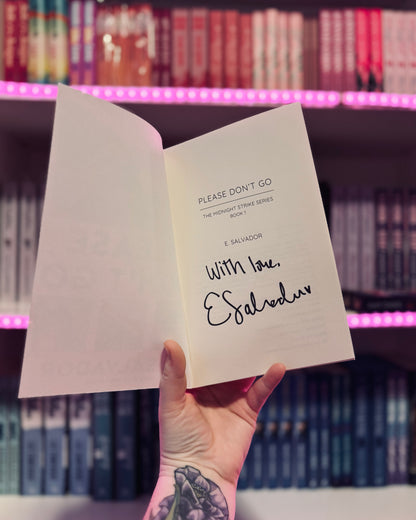 PLEASE DON'T GO
THE MIDNIGHT STRIKE SERIES
BOOK 1
E. SALVADOR
With love,
ESalvador♥